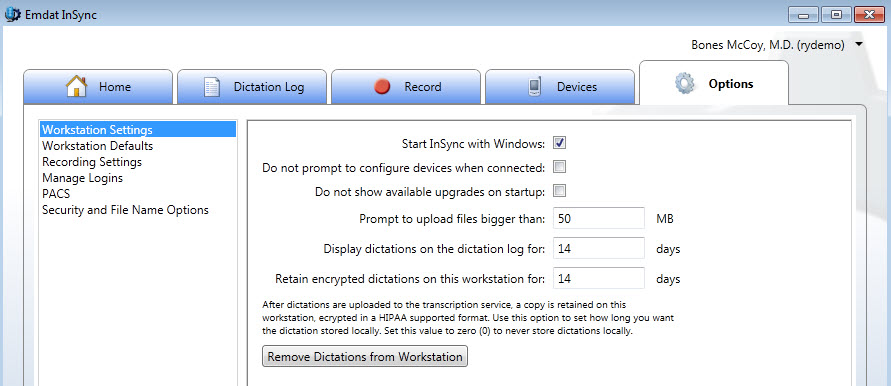 Emdat InSync
Bones McCoy, M.D. (rydemo)
Home
Dictation Log
Record
Devices
Options
Workstation Settings
Workstation Defaults
Recording Settings
Manage Logins
PACS
Security and File Name Options
Start InSync with Windows:
Do not prompt to configure devices when connected:
Do not show available upgrades on startup:
Prompt to upload files bigger than: 50 MB
Display dictations on the dictation log for: 14 days
Retain encrypted dictations on this workstation for: 14 days
After dictations are uploaded to the transcription service, a copy is retained on this
workstation, ecrypted in a HIPAA supported format. Use this option to set how long you want
the dictation stored locally. Set this value to zero (0) to never store dictations locally.
Remove Dictations from Workstation